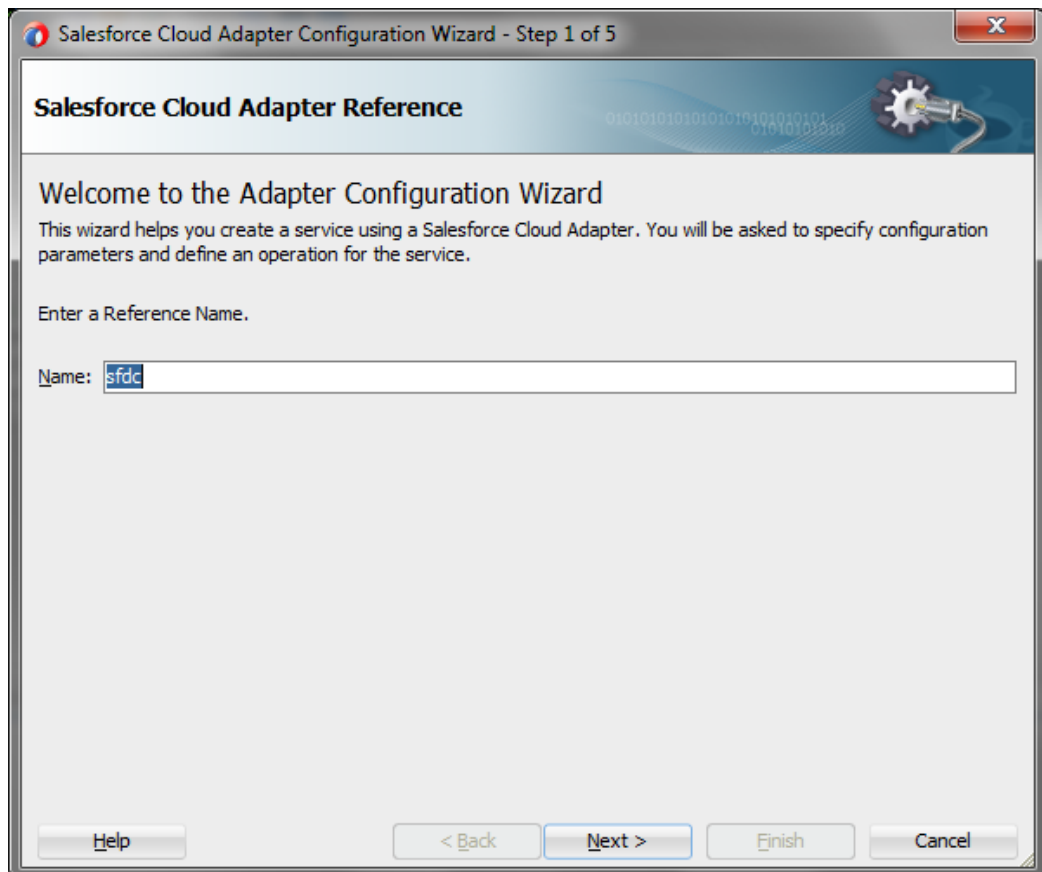 Salesforce Cloud Adapter Configuration Wizard - Step 1 of 5
Salesforce Cloud Adapter Reference
Welcome to the Adapter Configuration Wizard
This wizard helps you create a service using a Salesforce Cloud Adapter. You will be asked to specify configuration
parameters and define an operation for the service.
Enter a Reference Name.
Name: sfdc
Help < Back Next > Finish Cancel